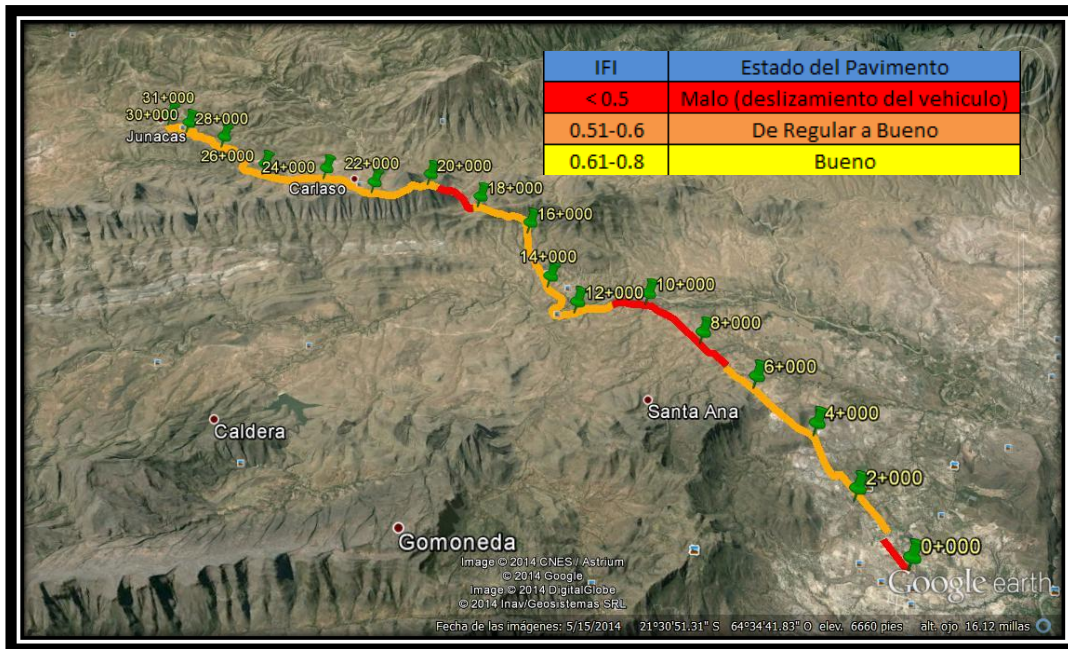 IFI Estado del Pavimento
< 0.5 Malo (deslizamiento del vehiculo)
0.51-0.6 De Regular a Bueno
0.61-0.8 Bueno
31+000
30+000
28+000
Junacas
26+000
24+000
22+000
20+000
Carlaso
18+000
16+000
14+000
12+000
10+000
8+000
6+000
Santa Ana
4+000
Caldera
2+000
Gomoneda
0+000
Image © 2014 CNES / Astrium
© 2014 Google
Image © 2014 DigitalGlobe
© 2014 Inav/Geosistemas SRL
Google earth
Fecha de las imágenes: 5/15/2014 21°30'51.31" S 64°34'41.83" O elev. 6660 pies alt. ojo 16.12 millas